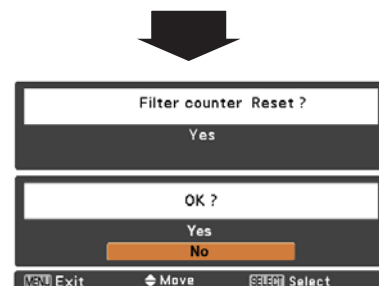 Filter counter Reset ?
Yes
OK ?
Yes
No
MENU Exit Move SELECT Select